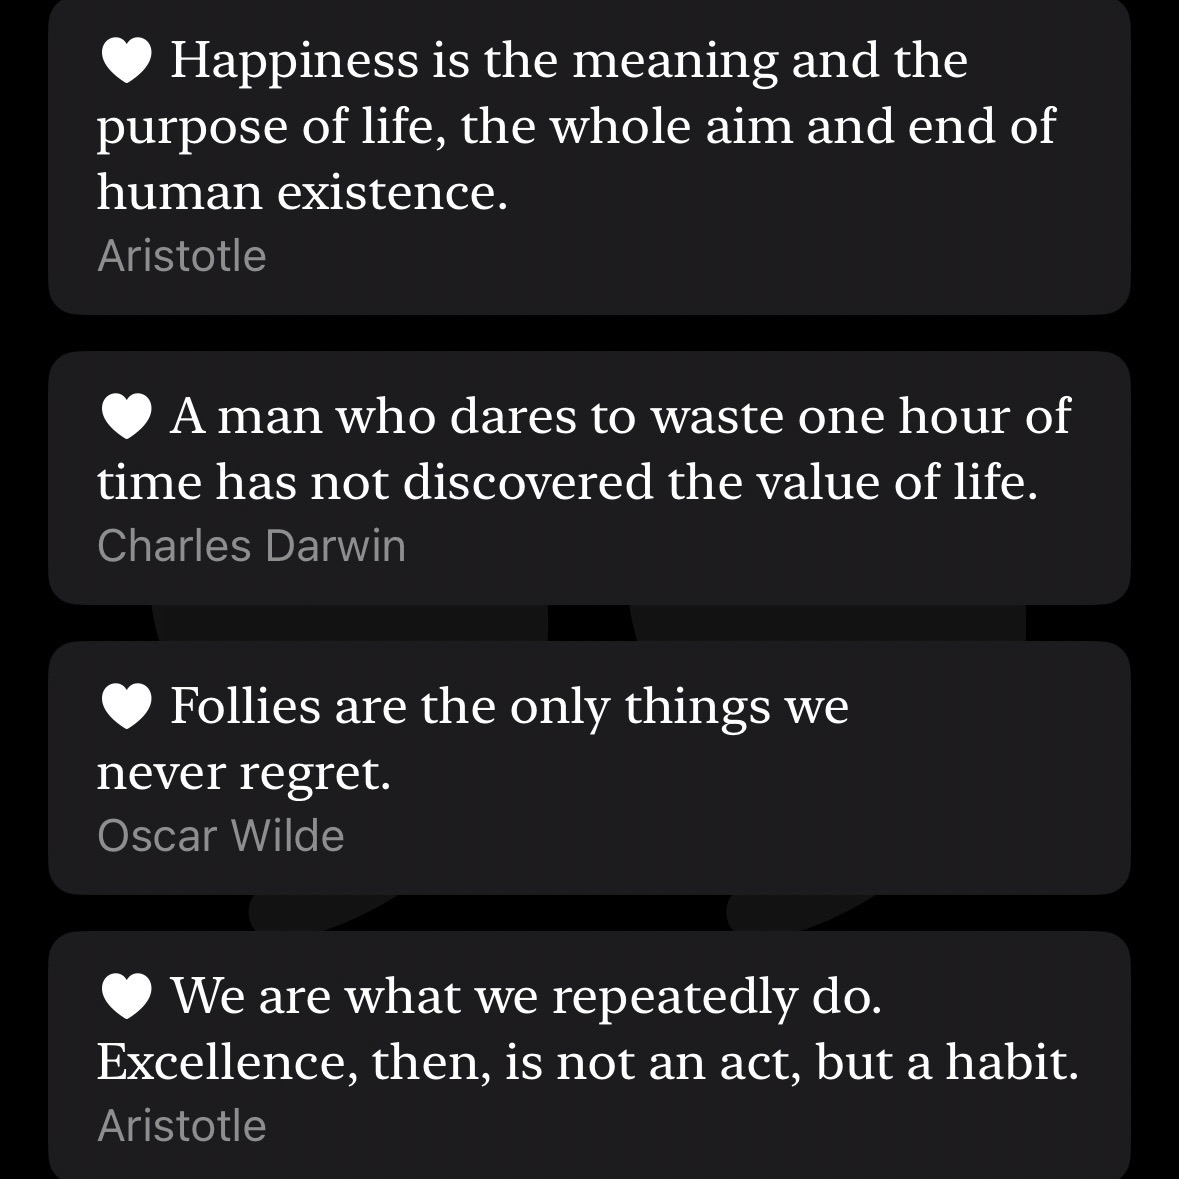 Happiness is the meaning and the
purpose of life, the whole aim and end of
human existence.
Aristotle
A man who dares to waste one hour of
time has not discovered the value of life.
Charles Darwin
Follies are the only things we
never regret.
Oscar Wilde
We are what we repeatedly do.
Excellence, then, is not an act, but a habit.
Aristotle